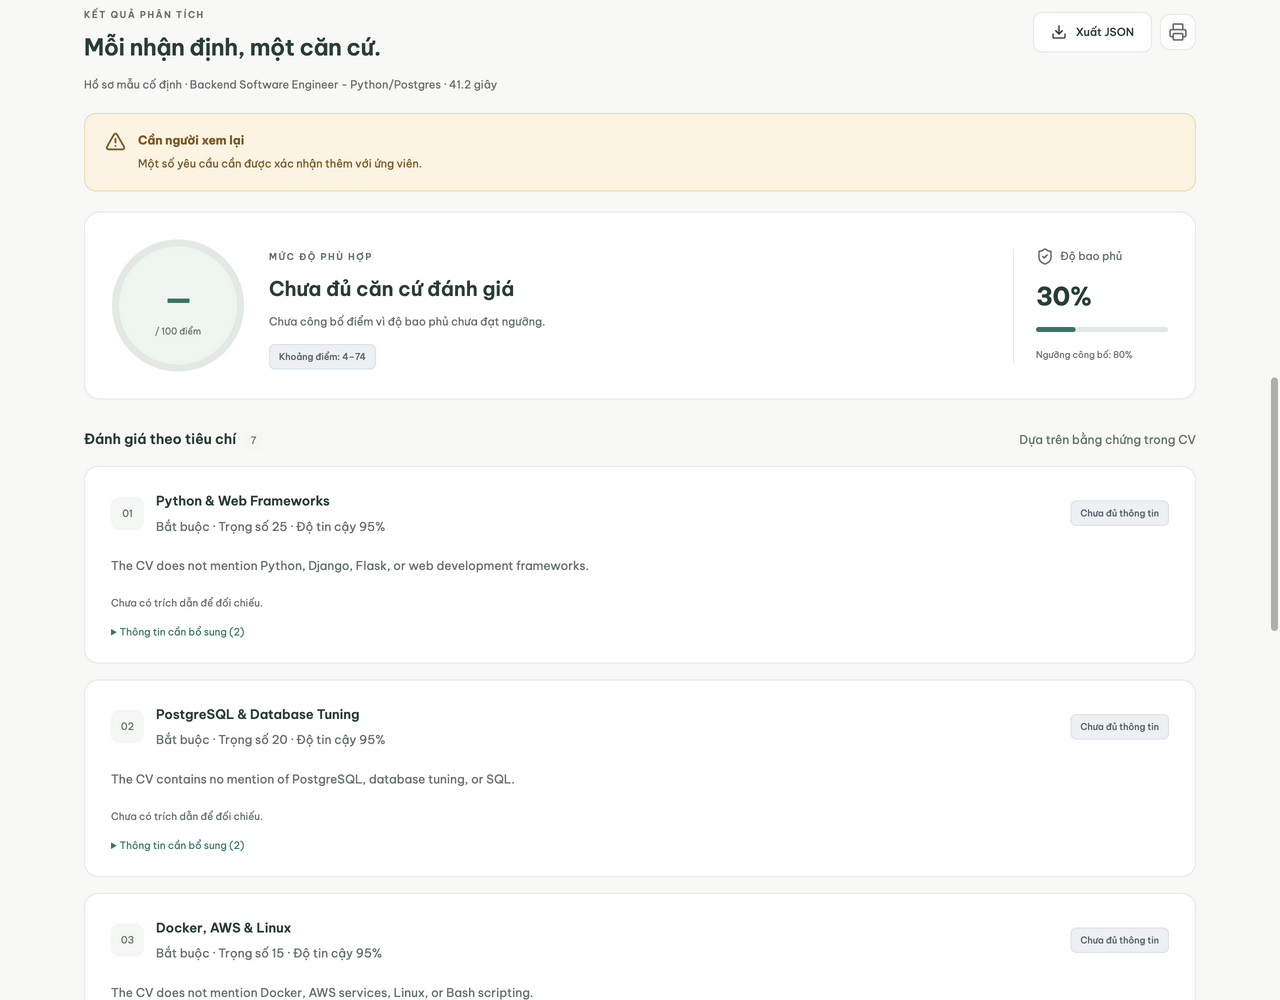 KẾT QUẢ PHÂN TÍCH
Mỗi nhận định, một căn cứ.
Xuất JSON
Hồ sơ mẫu cố định · Backend Software Engineer - Python/Postgres · 41.2 giây
Cần người xem lại
Một số yêu cầu cần được xác nhận thêm với ứng viên.
–
/ 100 điểm
MỨC ĐỘ PHÙ HỢP
Chưa đủ căn cứ đánh giá
Chưa công bố điểm vì độ bao phủ chưa đạt ngưỡng.
Khoảng điểm: 4–74
Độ bao phủ
30%
Ngưỡng công bố: 80%
Đánh giá theo tiêu chí 7
Dựa trên bằng chứng trong CV
01
Python & Web Frameworks
Bắt buộc · Trọng số 25 · Độ tin cậy 95%
Chưa đủ thông tin
The CV does not mention Python, Django, Flask, or web development frameworks.
Chưa có trích dẫn để đối chiếu.
▸ Thông tin cần bổ sung (2)
02
PostgreSQL & Database Tuning
Bắt buộc · Trọng số 20 · Độ tin cậy 95%
Chưa đủ thông tin
The CV contains no mention of PostgreSQL, database tuning, or SQL.
Chưa có trích dẫn để đối chiếu.
▸ Thông tin cần bổ sung (2)
03
Docker, AWS & Linux
Bắt buộc · Trọng số 15 · Độ tin cậy 95%
Chưa đủ thông tin
The CV does not mention Docker, AWS services, Linux, or Bash scripting.